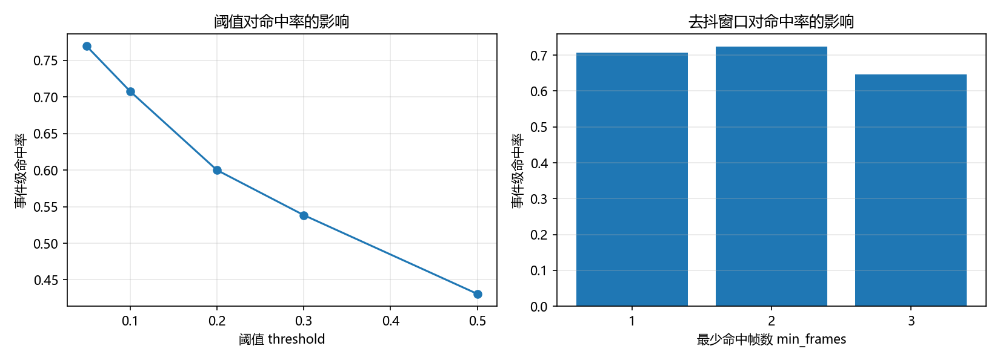 阈值对命中率的影响
事件级命中率
0.75
0.70
0.65
0.60
0.55
0.50
0.45
0.1 0.2 0.3 0.4 0.5
阈值 threshold
去抖窗口对命中率的影响
事件级命中率
0.7
0.6
0.5
0.4
0.3
0.2
0.1
0.0
1 2 3
最少命中帧数 min_frames